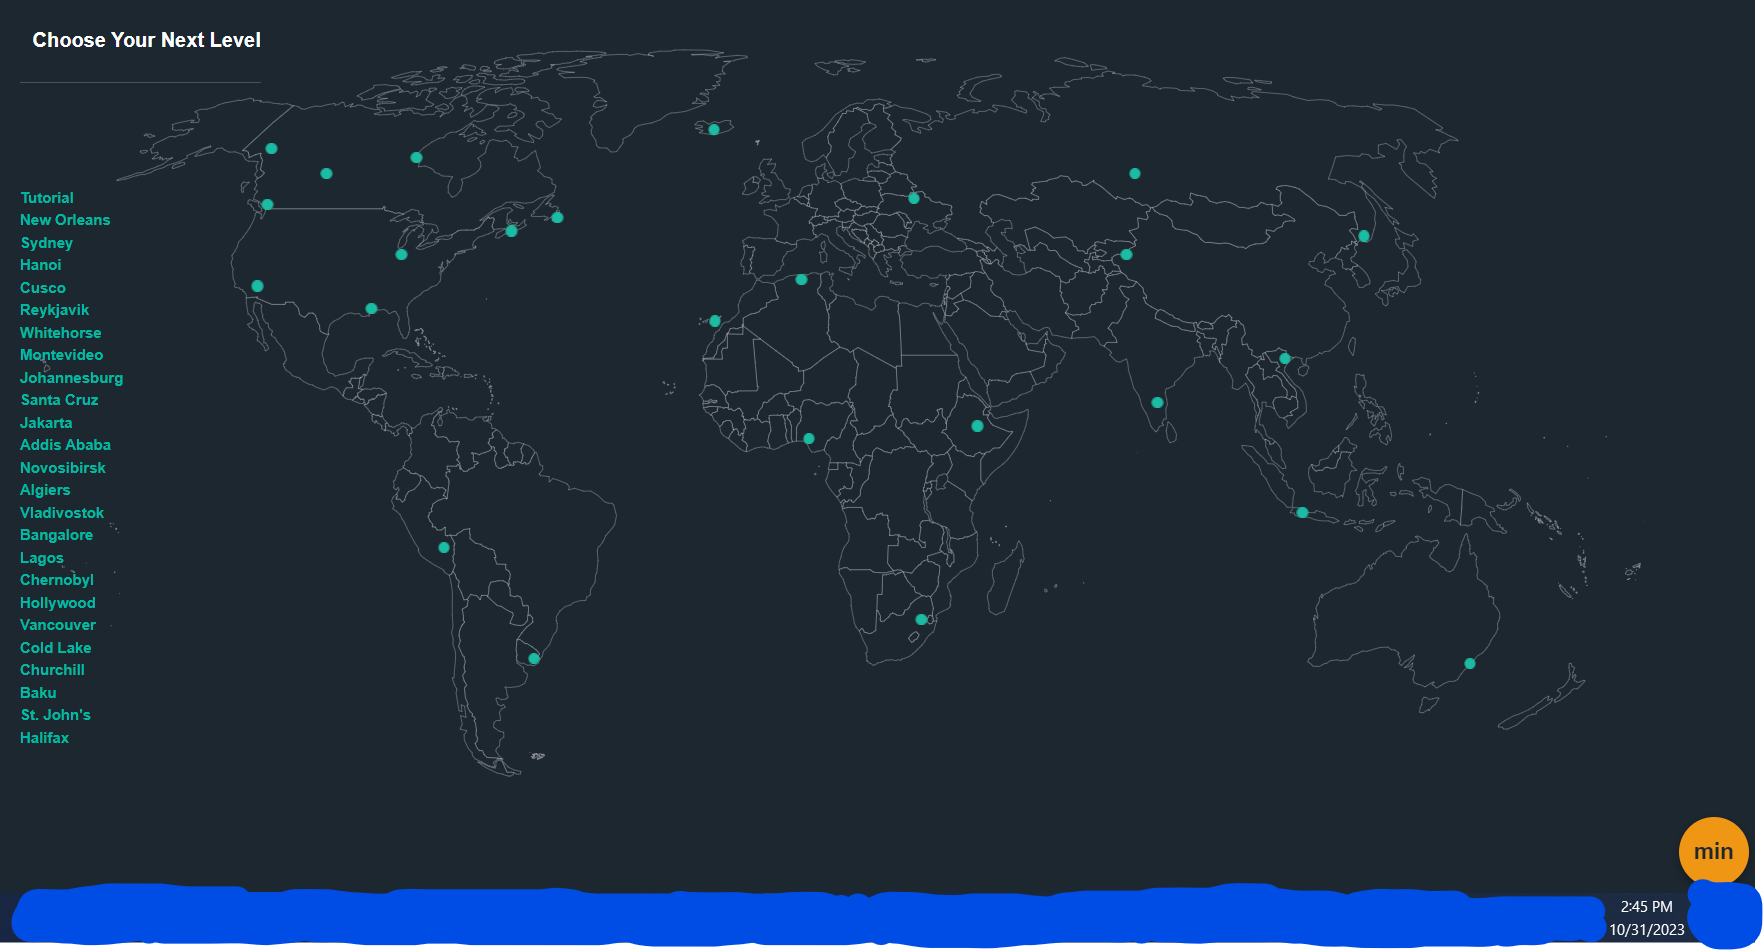 Choose Your Next Level
Tutorial
New Orleans
Sydney
Hanoi
Cusco
Reykjavik
Whitehorse
Montevideo
Johannesburg
Santa Cruz
Jakarta
Addis Ababa
Novosibirsk
Algiers
Vladivostok
Bangalore
Lagos
Chernobyl
Hollywood
Vancouver
Cold Lake
Churchill
Baku
St. John's
Halifax
min
2:45 PM
10/31/2023